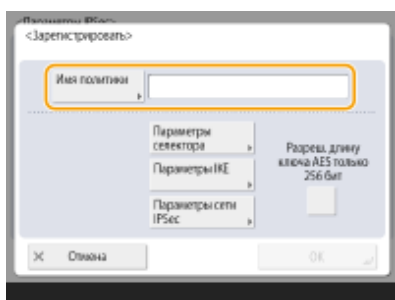 <Параметры IPSec>
<Зарегистрировать>
Имя политики
Параметры
селектора
Разреш. длину
ключа AES только
256 бит
Параметры IKE
Параметры сети
IPSec
× Отмена
OK